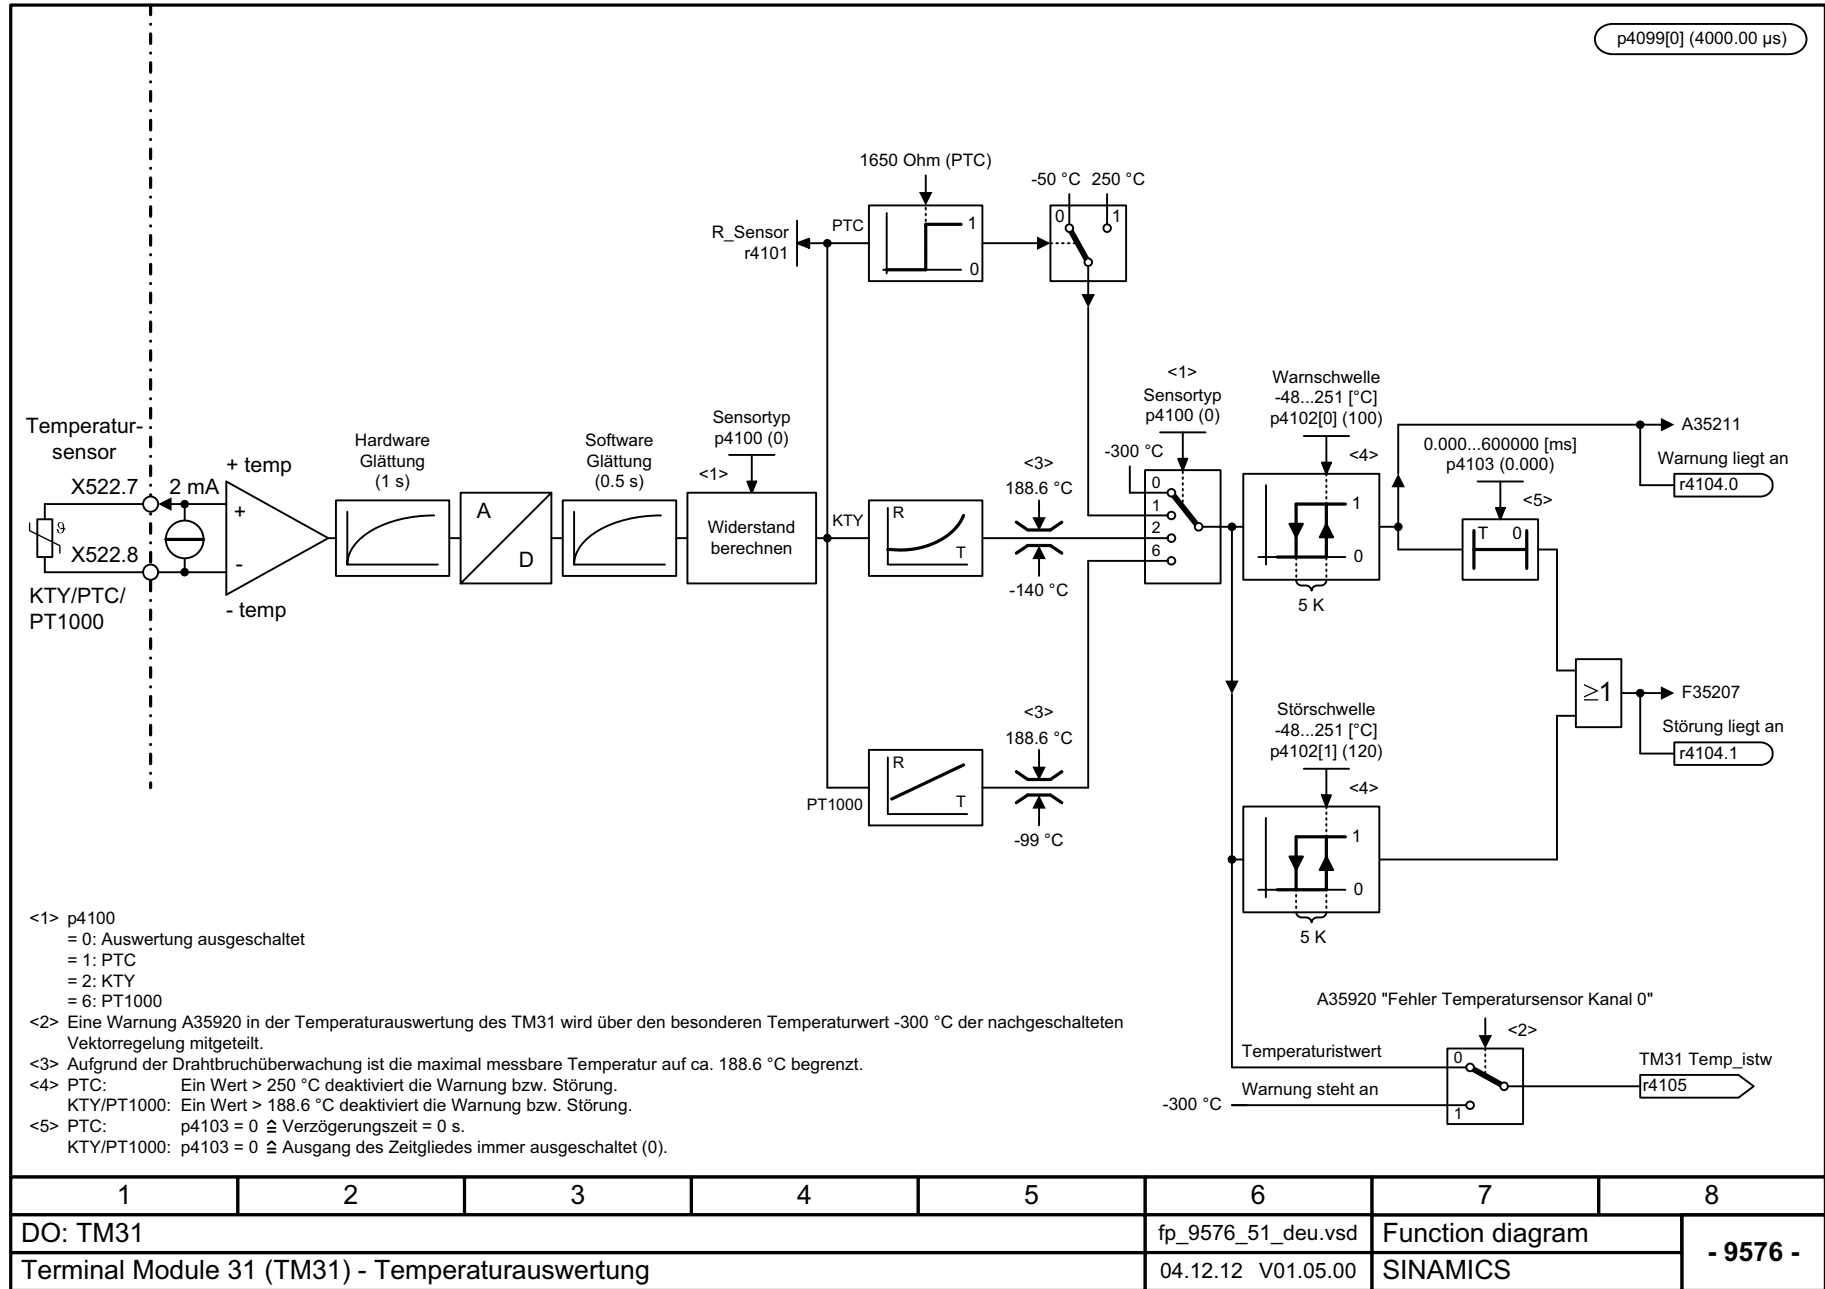 p4099[0] (4000.00 µs)
1650 Ohm (PTC)
-50 °C 250 °C
R_Sensor
r4101
PTC
1
0
0 1
Temperatur-
sensor
X522.7
2 mA
+ temp
+
-
ϑ
X522.8
KTY/PTC/
PT1000
- temp
Hardware
Glättung
(1 s)
A
D
Software
Glättung
(0.5 s)
Sensortyp
p4100 (0)
<1>
Widerstand
berechnen
KTY
R
T
<3>
188.6 °C
-140 °C
PT1000
R
T
<3>
188.6 °C
-99 °C
<1>
Sensortyp
p4100 (0)
-300 °C
0
1
2
6
Warnschwelle
-48...251 [°C]
p4102[0] (100)
<4>
1
0
5 K
0.000...600000 [ms]
p4103 (0.000)
<5>
T 0
A35211
Warnung liegt an
r4104.0
Störschwelle
-48...251 [°C]
p4102[1] (120)
<4>
1
0
5 K
≥1
F35207
Störung liegt an
r4104.1
A35920 "Fehler Temperatursensor Kanal 0"
<2>
Temperaturistwert
0
Warnung steht an
-300 °C
1
TM31 Temp_istw
r4105
<1> p4100
= 0: Auswertung ausgeschaltet
= 1: PTC
= 2: KTY
= 6: PT1000
<2> Eine Warnung A35920 in der Temperaturauswertung des TM31 wird über den besonderen Temperaturwert -300 °C der nachgeschalteten
Vektorregelung mitgeteilt.
<3> Aufgrund der Drahtbruchüberwachung ist die maximal messbare Temperatur auf ca. 188.6 °C begrenzt.
<4> PTC: Ein Wert > 250 °C deaktiviert die Warnung bzw. Störung.
KTY/PT1000: Ein Wert > 188.6 °C deaktiviert die Warnung bzw. Störung.
<5> PTC: p4103 = 0 ≙ Verzögerungszeit = 0 s.
KTY/PT1000: p4103 = 0 ≙ Ausgang des Zeitgliedes immer ausgeschaltet (0).
1 2 3 4 5 6 7 8
DO: TM31
fp_9576_51_deu.vsd
Function diagram
- 9576 -
Terminal Module 31 (TM31) - Temperaturauswertung
04.12.12 V01.05.00
SINAMICS